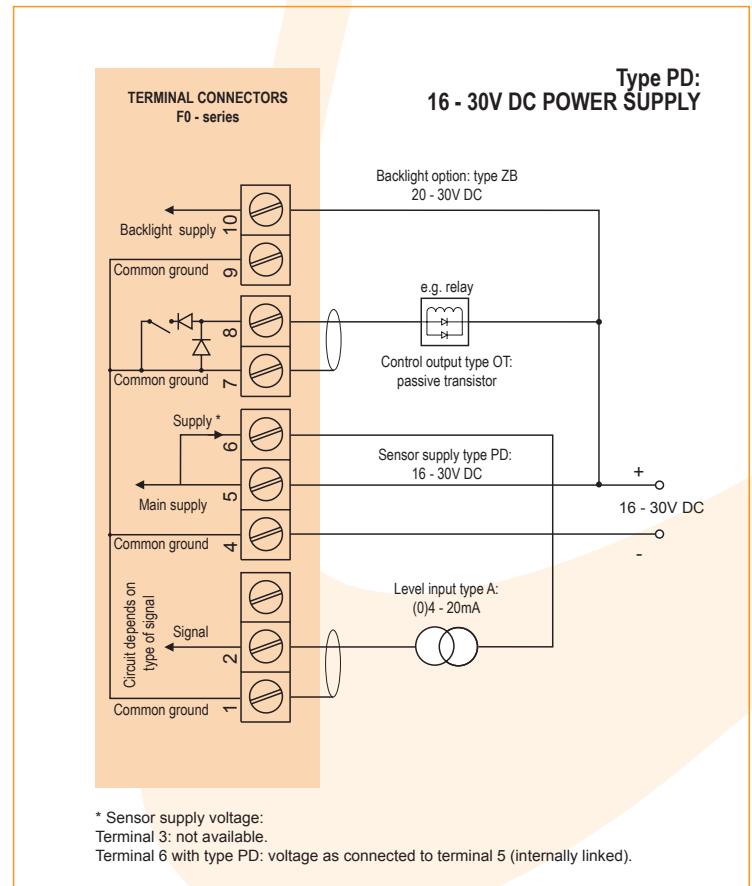 Type PD:
16 - 30V DC POWER SUPPLY
TERMINAL CONNECTORS
F0 - series
Backlight option: type ZB
20 - 30V DC
10
Backlight supply
9
Common ground
e.g. relay
8
Control output type OT:
passive transistor
7
Common ground
Supply *
6
Sensor supply type PD:
16 - 30V DC
+
5
Main supply
16 - 30V DC
4
Common ground
-
Circuit depends on
type of signal
Level input type A:
(0)4 - 20mA
Signal
2
Common ground
1
* Sensor supply voltage:
Terminal 3: not available.
Terminal 6 with type PD: voltage as connected to terminal 5 (internally linked).